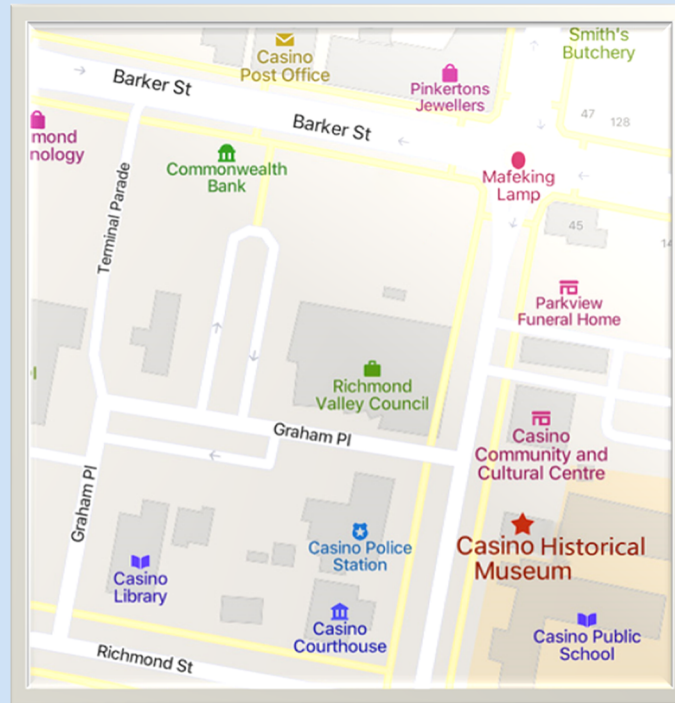 Smith's
Butchery
Casino
Post Office
Pinkertons
Jewellers
Barker St
Barker St
47
128
mond
nology
Commonwealth
Bank
Mafeking
Lamp
Terminal Parade
45
14
Parkview
Funeral Home
Richmond
Valley Council
Graham Pl
Casino
Community and
Cultural Centre
Graham Pl
Casino Police
Station
Casino Historical
Museum
Casino
Library
Casino
Courthouse
Casino Public
School
Richmond St